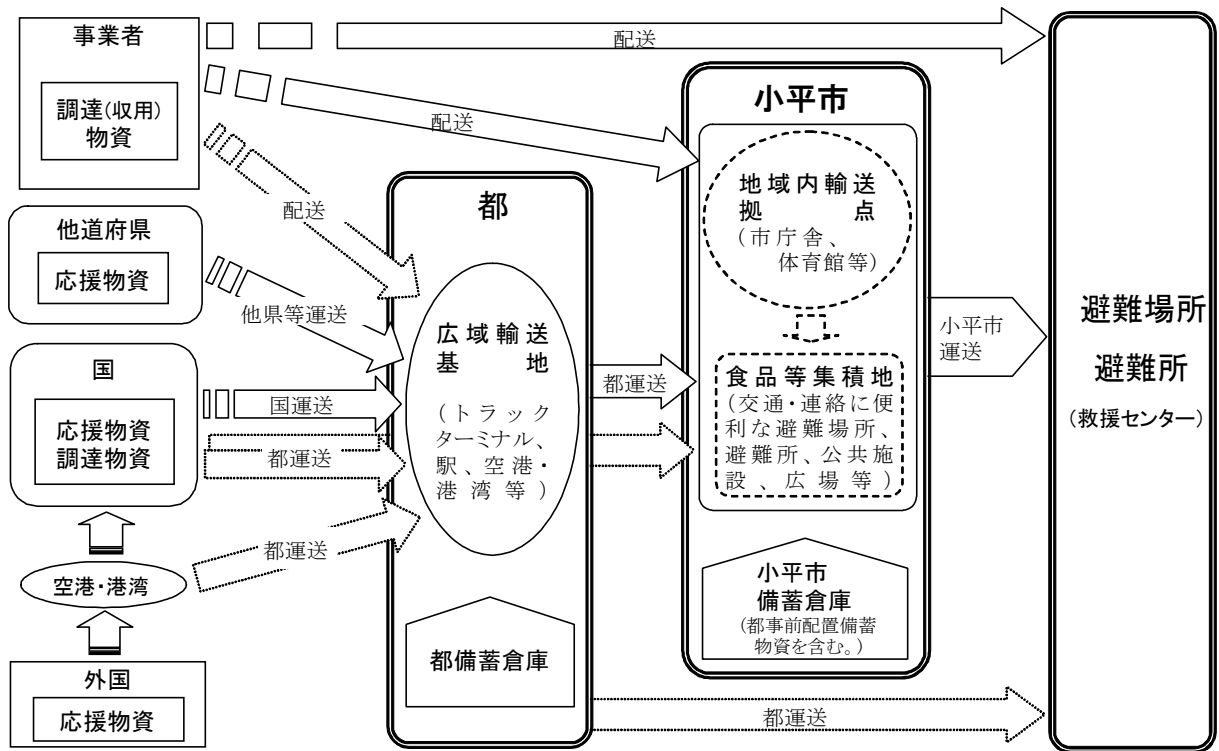 事業者
調達(収用)
物資
他道府県
応援物資
国
応援物資
調達物資
空港・港湾
外国
応援物資
配送
配送
配送
他県等運送
国運送
都運送
都運送
都
広域輸送
基地
(トラック
ターミナル、
駅、空港・
港湾等)
都備蓄倉庫
都運送
都運送
小平市
地域内輸送
拠点
(市庁舎、
体育館等)
食品等集積地
(交通・連絡に便
利な避難場所、
避難所、公共施
設、広場等)
小平市
備蓄倉庫
(都事前配置備蓄
物資を含む。)
小平市
運送
避難場所
避難所
(救援センター)